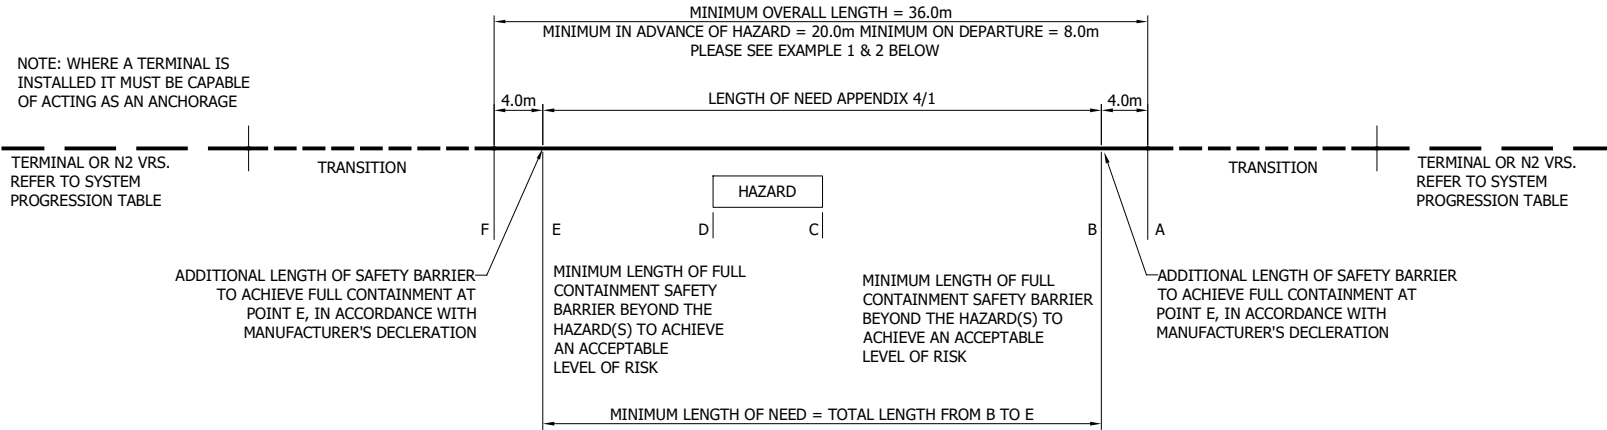 MINIMUM OVERALL LENGTH = 36.0m
MINIMUM IN ADVANCE OF HAZARD = 20.0m MINIMUM ON DEPARTURE = 8.0m
PLEASE SEE EXAMPLE 1 & 2 BELOW
NOTE: WHERE A TERMINAL IS
INSTALLED IT MUST BE CAPABLE
OF ACTING AS AN ANCHORAGE
4.0m
LENGTH OF NEED APPENDIX 4/1
4.0m
TERMINAL OR N2 VRS.
REFER TO SYSTEM
PROGRESSION TABLE
TRANSITION
TRANSITION
TERMINAL OR N2 VRS.
REFER TO SYSTEM
PROGRESSION TABLE
HAZARD
F
E
D
C
B
A
ADDITIONAL LENGTH OF SAFETY BARRIER
TO ACHIEVE FULL CONTAINMENT AT
POINT E, IN ACCORDANCE WITH
MANUFACTURER'S DECLERATION
MINIMUM LENGTH OF FULL
CONTAINMENT SAFETY
BARRIER BEYOND THE
HAZARD(S) TO ACHIEVE
AN ACCEPTABLE
LEVEL OF RISK
MINIMUM LENGTH OF FULL
CONTAINMENT SAFETY BARRIER
BEYOND THE HAZARD(S) TO
ACHIEVE AN ACCEPTABLE
LEVEL OF RISK
ADDITIONAL LENGTH OF SAFETY BARRIER
TO ACHIEVE FULL CONTAINMENT AT
POINT E, IN ACCORDANCE WITH
MANUFACTURER'S DECLERATION
MINIMUM LENGTH OF NEED = TOTAL LENGTH FROM B TO E